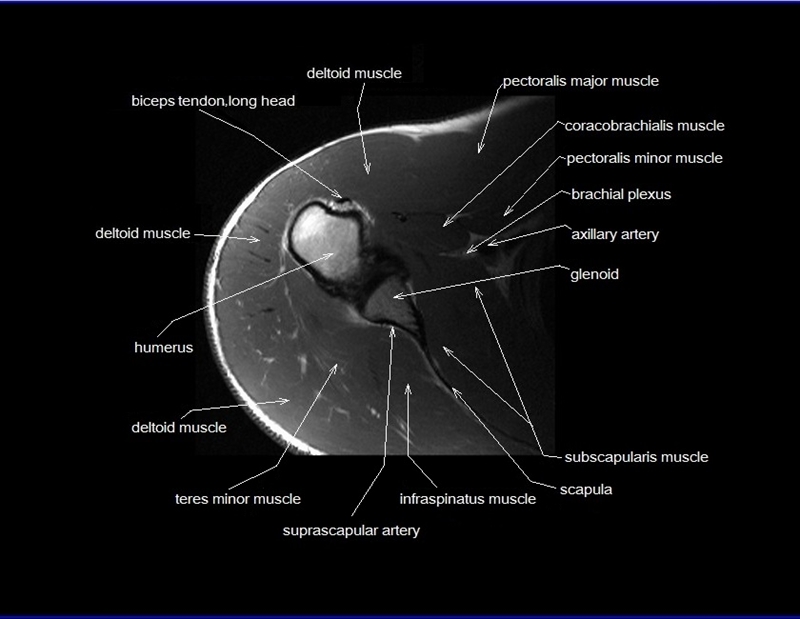 deltoid muscle
pectoralis major muscle
biceps tendon,long head
coracobrachialis muscle
pectoralis minor muscle
brachial plexus
deltoid muscle
axillary artery
glenoid
humerus
deltoid muscle
subscapularis muscle
scapula
teres minor muscle
infraspinatus muscle
suprascapular artery